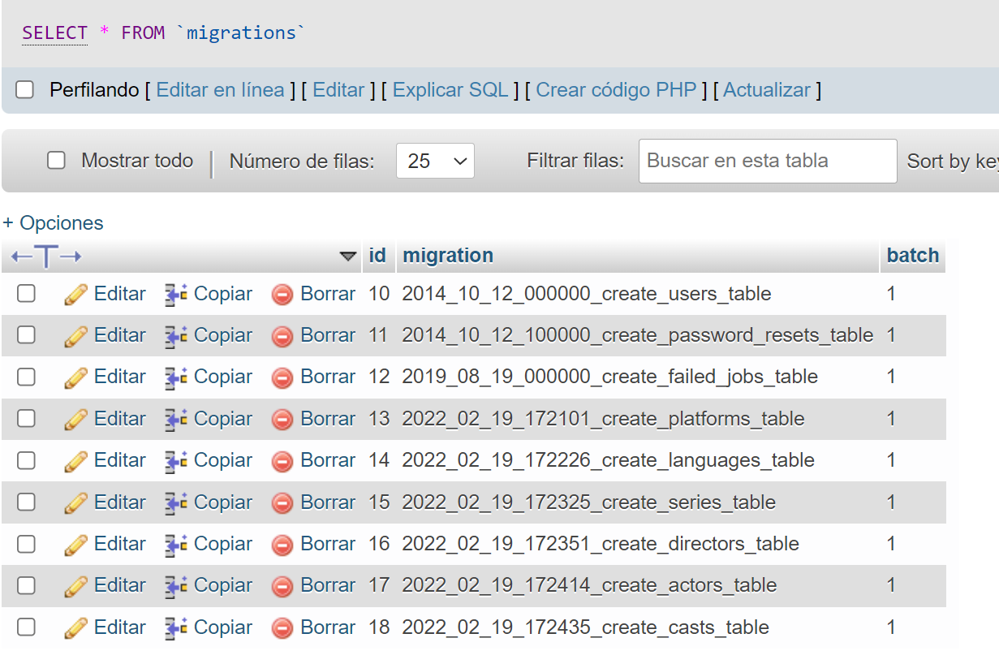 SELECT * FROM `migrations`
Perfilando [ Editar en línea ] [ Editar ] [ Explicar SQL ] [ Crear código PHP ] [ Actualizar ]
Mostrar todo | Número de filas: 25 Filtrar filas: Buscar en esta tabla Sort by
+ Opciones
←T→ id migration batch
Editar Copiar Borrar 10 2014_10_12_000000_create_users_table 1
Editar Copiar Borrar 11 2014_10_12_100000_create_password_resets_table 1
Editar Copiar Borrar 12 2019_08_19_000000_create_failed_jobs_table 1
Editar Copiar Borrar 13 2022_02_19_172101_create_platforms_table 1
Editar Copiar Borrar 14 2022_02_19_172226_create_languages_table 1
Editar Copiar Borrar 15 2022_02_19_172325_create_series_table 1
Editar Copiar Borrar 16 2022_02_19_172351_create_directors_table 1
Editar Copiar Borrar 17 2022_02_19_172414_create_actors_table 1
Editar Copiar Borrar 18 2022_02_19_172435_create_casts_table 1